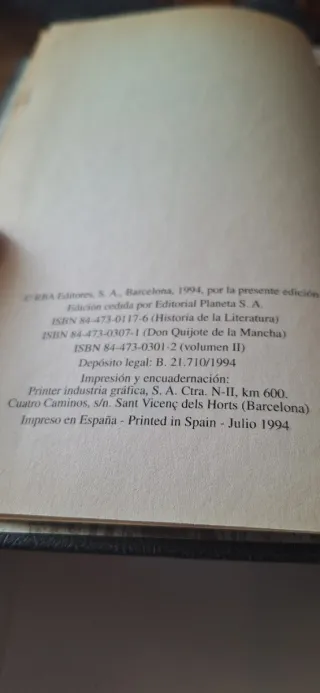 © RBA Editores, S. A., Barcelona, 1994, por la presente edición
Edición cedida por Editorial Planeta S. A.
ISBN 84-473-0117-6 (Historia de la Literatura)
ISBN 84-473-0307-1 (Don Quijote de la Mancha)
ISBN 84-473-0301-2 (volumen II)
Depósito legal: B. 21.710/1994
Impresión y encuadernación:
Printer industria gráfica, S. A. Ctra. N-II, km 600.
Cuatro Caminos, s/n. Sant Vicenç dels Horts (Barcelona)
Impreso en España - Printed in Spain - Julio 1994